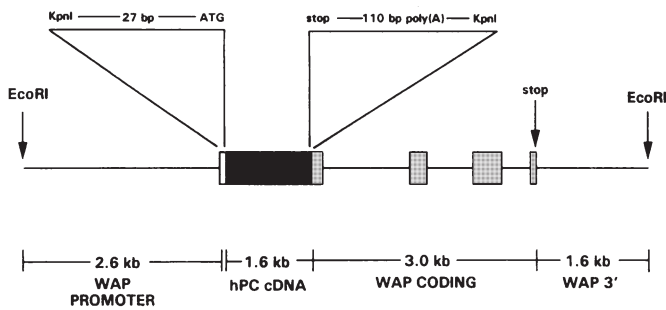 KpnI — 27 bp — ATG
stop —110 bp poly(A)— KpnI
EcoRI
stop
EcoRI
2.6 kb
WAP
PROMOTER
1.6 kb
hPC cDNA
3.0 kb
WAP CODING
1.6 kb
WAP 3'